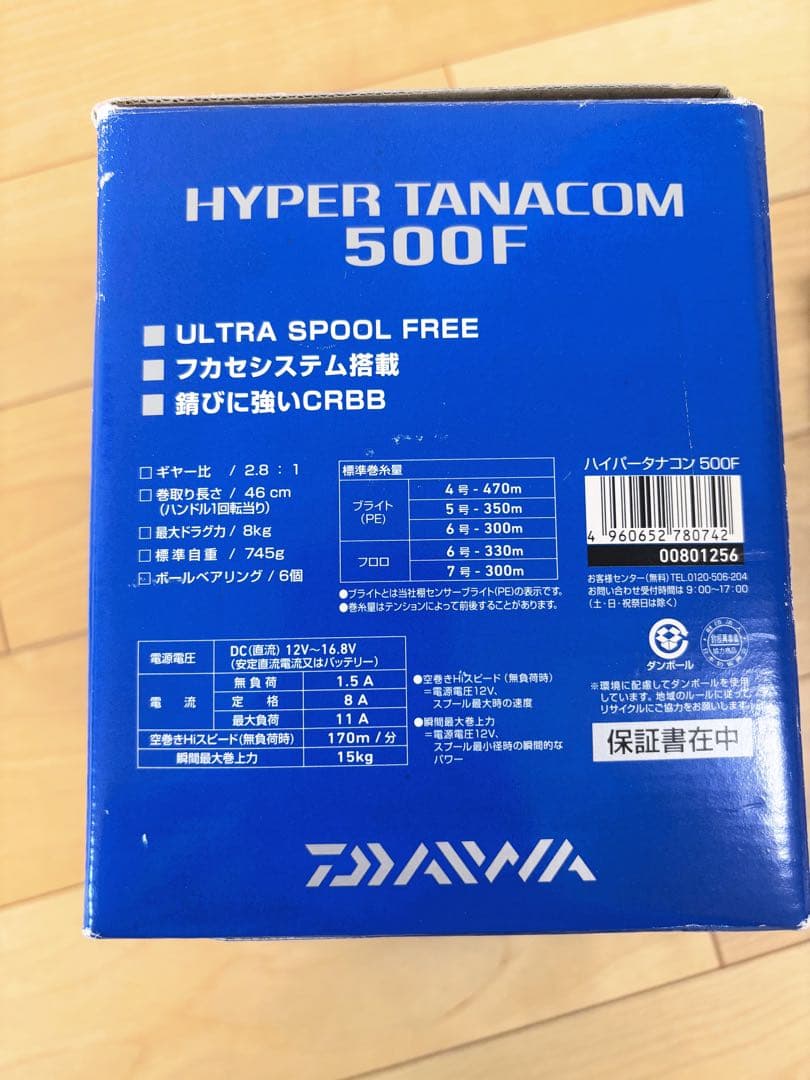 HYPER TANACOM
500F
■ ULTRA SPOOL FREE
■ フカセシステム搭載
■ 錆びに強いCRBB
□ ギヤー比 / 2.8 : 1
□ 巻取り長さ / 46 cm
(ハンドル1回転当り)
□ 最大ドラグ力 / 8kg
□ 標準自重 / 745g
□ ボールベアリング / 6個
標準巻糸量
ブライト
(PE)
4 号 - 470m
5 号 - 350m
6 号 - 300m
フロロ
6 号 - 330m
7 号 - 300m
●ブライトとは当社棚センサーブライト(PE)の表示です。
●巻糸量はテンションによって前後することがあります。
ハイパータナコン 500F
4 960652 780742
00801256
お客様センター(無料) TEL.0120-506-204
お問い合わせ受付時間は 9:00〜17:00
(土・日・祝祭日は除く)
ダンボール
※環境に配慮してダンボールを使用
しています。地域のルールに従って
リサイクルにご協力をお願いします
保証書在中
電源電圧
DC(直流) 12V〜16.8V
(安定直流電流又はバッテリー)
電流
無負荷 1.5 A
定格 8 A
最大負荷 11 A
空巻きHiスピード(無負荷時) 170m / 分
瞬間最大巻上力 15kg
●空巻きHiスピード(無負荷時)
=電源電圧12V、
スプール最大時の速度
●瞬間最大巻上力
=電源電圧12V、
スプール最小径時の瞬間的な
パワー
DAIWA